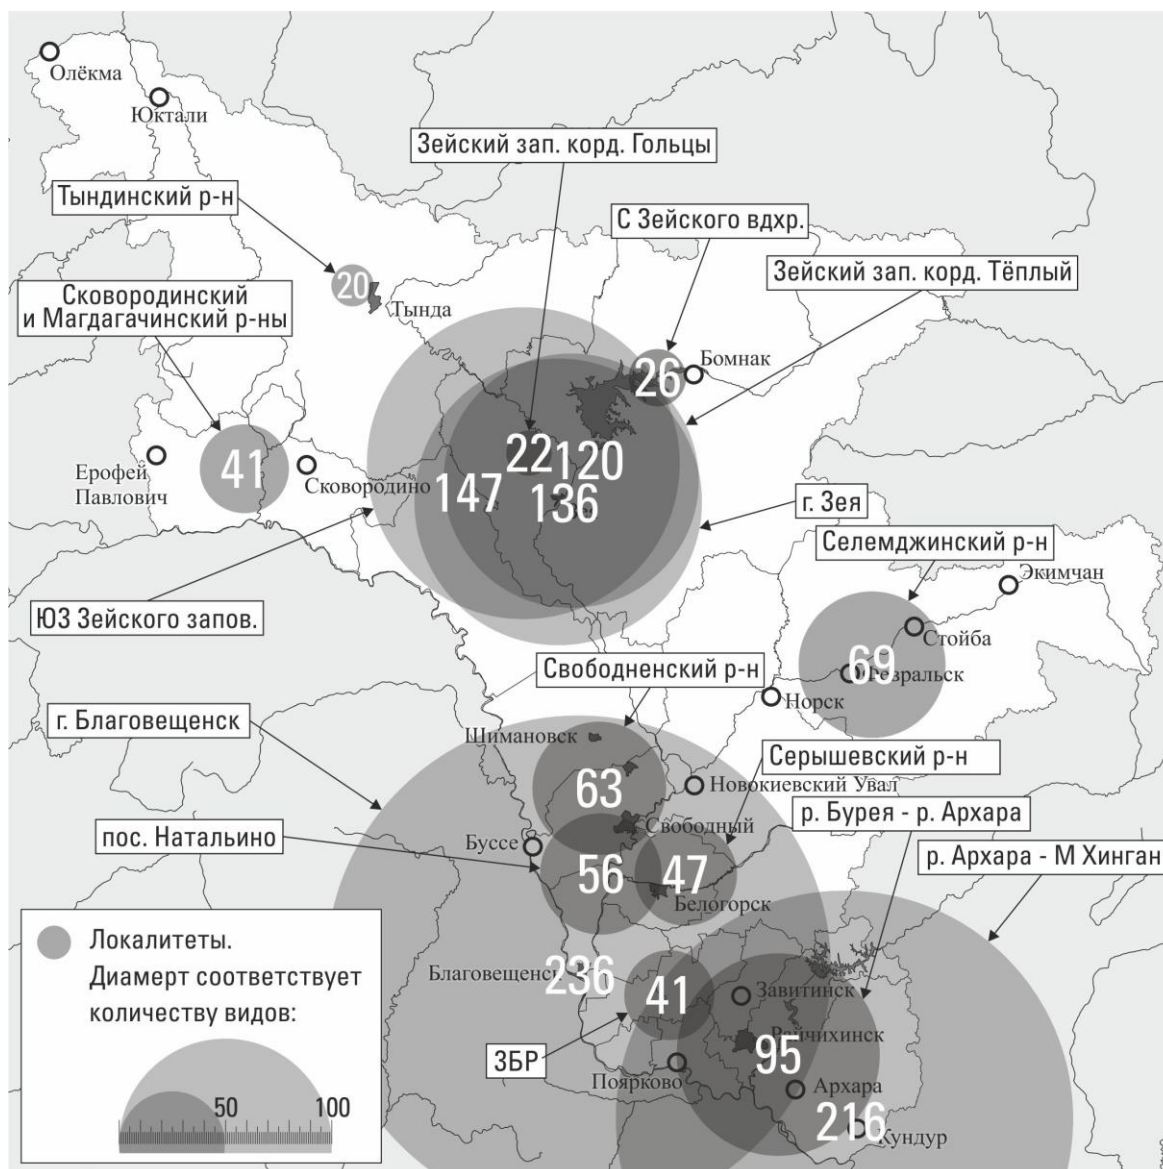 Олёкма
Юктали
Зейский зап. корд. Гольцы
Тындинский р-н
С Зейского вдхр.
Зейский зап. корд. Тёплый
20
Сковородинский
и Магдагачинский р-ны
Тында
Бомнак
26
22
120
41
Ерофей
Павлович
Сковородино
147
136
г. Зея
Селемджинский р-н
Экимчан
ЮЗ Зейского запов.
Стойба
69
Февральск
Свободненский р-н
Норск
г. Благовещенск
Шимановск
Серышевский р-н
63
Новокиевский Увал
р. Бурея - р. Архара
пос. Натальино
Буссе
Свободный
р. Архара - М Хинган
56
47
Белогорск
Локалитеты.
Диамерт соответствует
количеству видов:
50
100
Благовещенск
236
41
Завитинск
Райчихинск
ЗБР
95
Поярково
Архара
216
Кундур